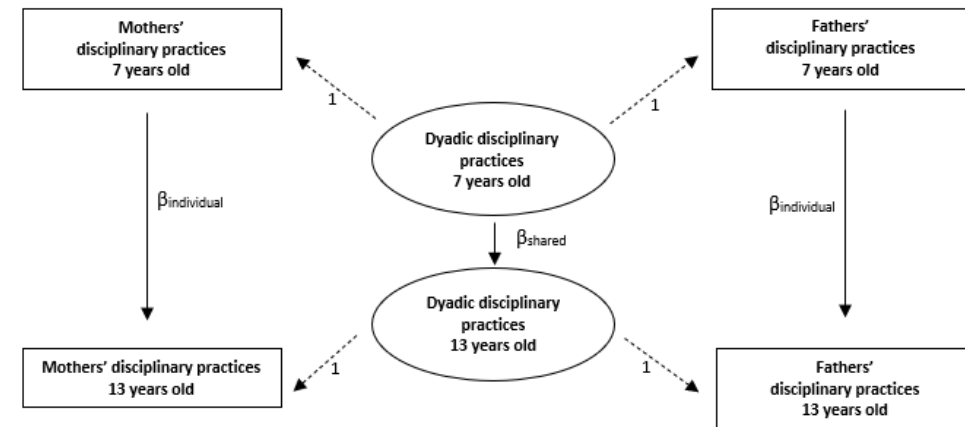 Mothers'
disciplinary practices
7 years old
Fathers'
disciplinary practices
7 years old
1
1
Dyadic disciplinary
practices
7 years old
βindividual
βindividual
βshared
Dyadic disciplinary
practices
13 years old
1
1
Mothers' disciplinary practices
13 years old
Fathers'
disciplinary practices
13 years old